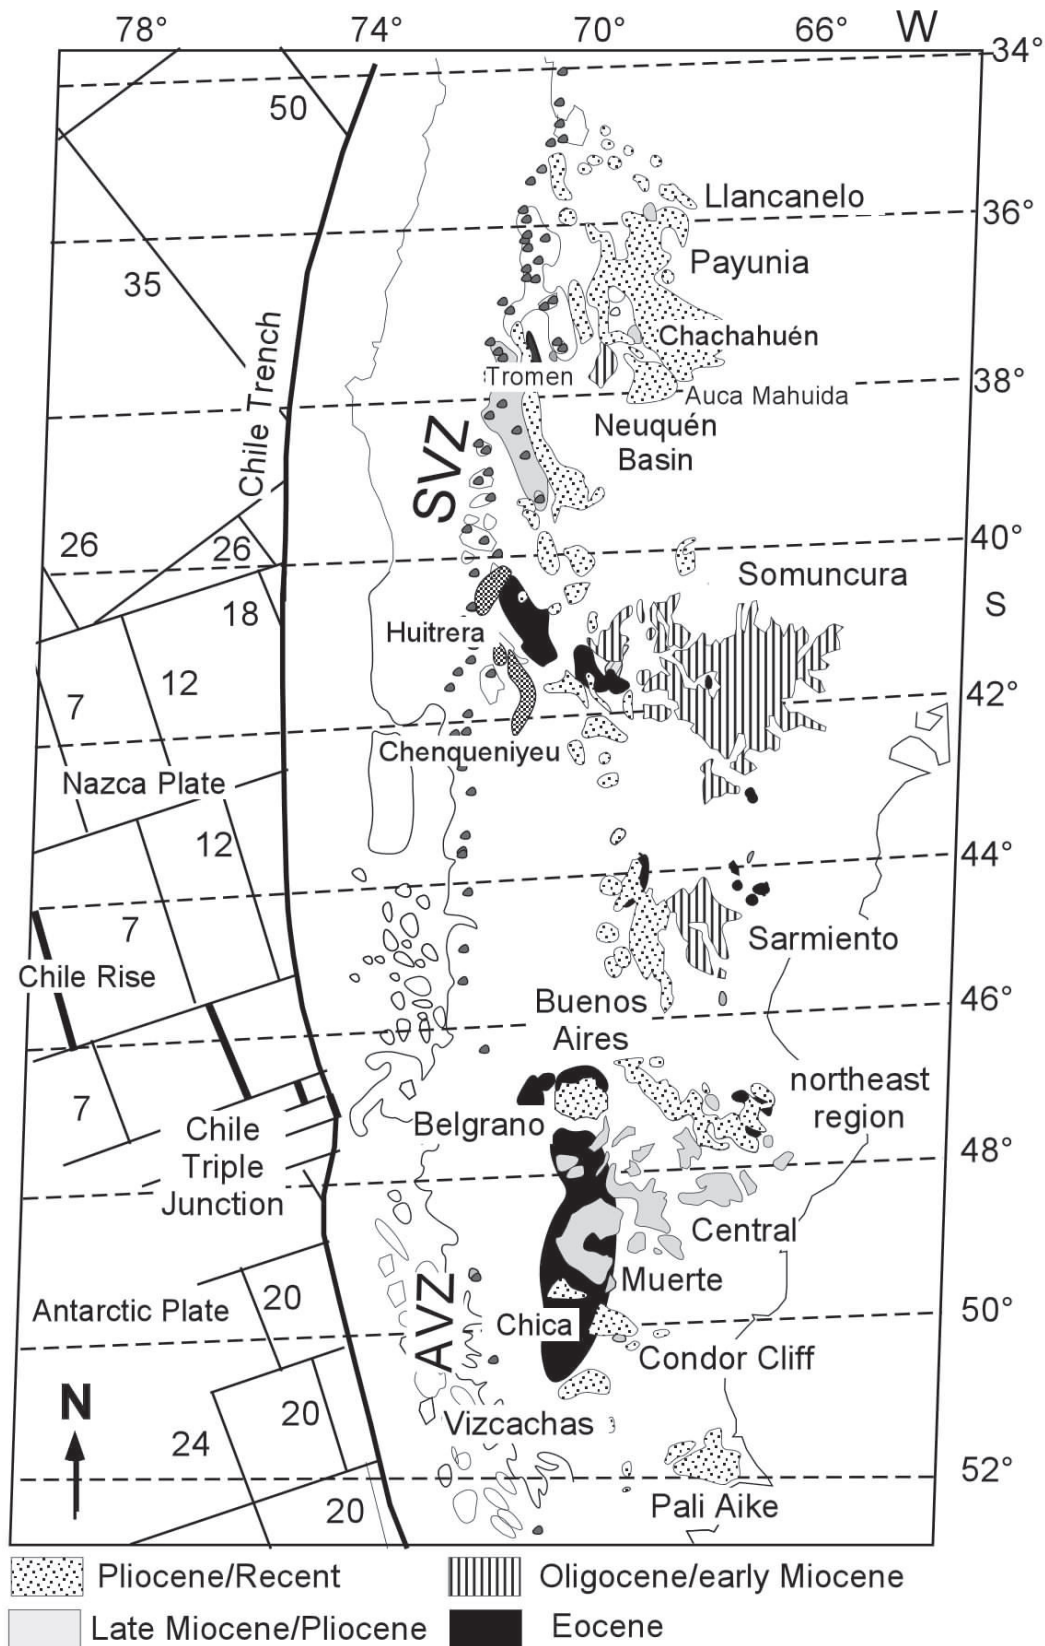 78° 74° 70° 66° W
34°
50
Llancanelo
36°
35
Payunia
Chile Trench
Chachahuén
Tromen
38°
Auca Mahuida
Neuquén
Basin
SVZ
26
26
40°
Somuncura
S
18
Huitrera
7
12
42°
Chenqueniyeu
Nazca Plate
12
44°
7
Sarmiento
Chile Rise
Buenos
Aires
46°
7
northeast
region
Belgrano
Chile
Triple
Junction
48°
Central
Muerte
20
Antarctic Plate
AVZ
Chica
50°
Condor Cliff
N
20
24
Vizcachas
52°
20
Pali Aike
Pliocene/Recent
Oligocene/early Miocene
Late Miocene/Pliocene
Eocene